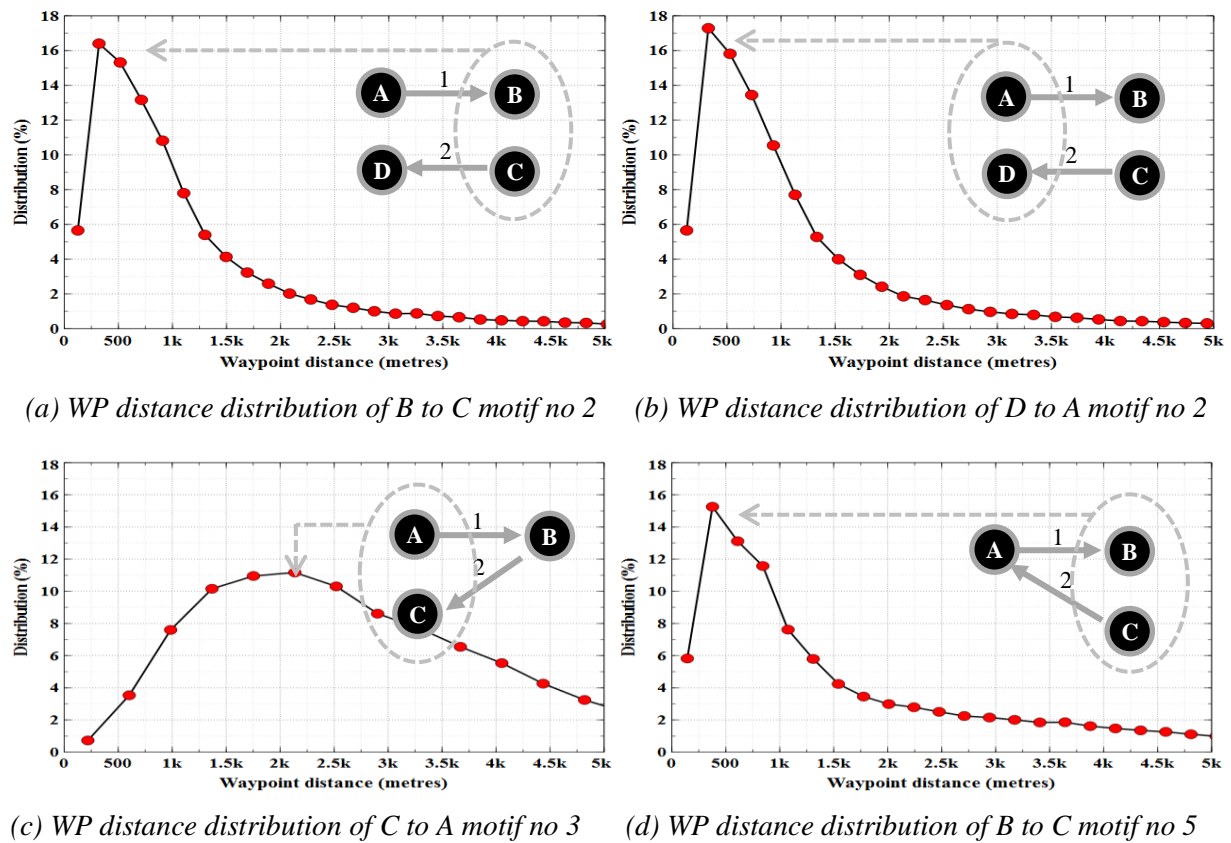 18
16
14
12
10
8
6
4
2
0
Distribution (%)
A
1
B
D
2
C
0 500 1k 1.5k 2k 2.5k 3k 3.5k 4k 4.5k 5k
Waypoint distance (metres)
(a) WP distance distribution of B to C motif no 2
18
16
14
12
10
8
6
4
2
0
Distribution (%)
A
1
B
D
2
C
0 500 1k 1.5k 2k 2.5k 3k 3.5k 4k 4.5k 5k
Waypoint distance (metres)
(b) WP distance distribution of D to A motif no 2
18
16
14
12
10
8
6
4
2
0
Distribution (%)
A
1
B
2
C
0 500 1k 1.5k 2k 2.5k 3k 3.5k 4k 4.5k 5k
Waypoint distance (metres)
(c) WP distance distribution of C to A motif no 3
18
16
14
12
10
8
6
4
2
0
Distribution (%)
A
1
B
2
C
0 500 1k 1.5k 2k 2.5k 3k 3.5k 4k 4.5k 5k
Waypoint distance (metres)
(d) WP distance distribution of B to C motif no 5